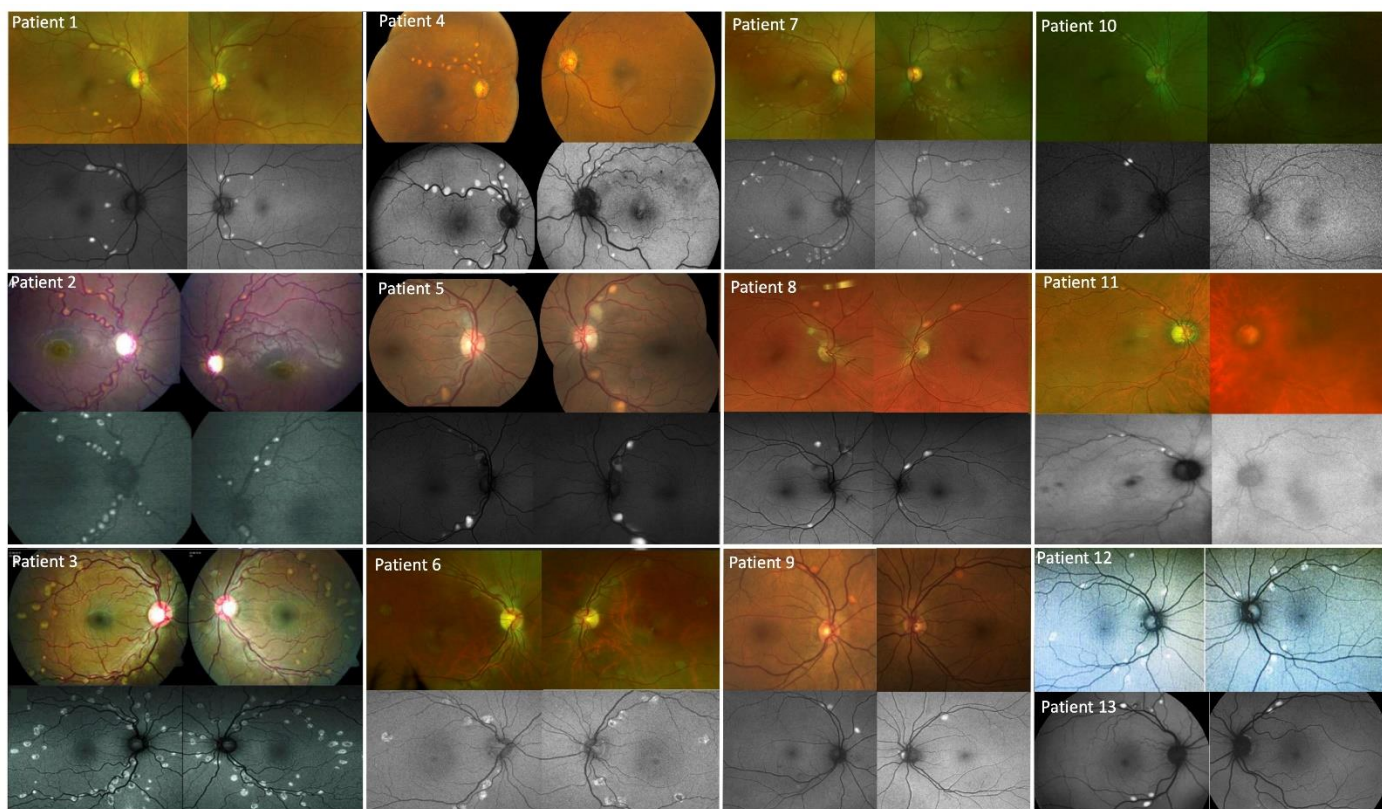 Patient 1
Patient 4
Patient 7
Patient 10
Patient 2
Patient 5
Patient 8
Patient 11
Patient 3
Patient 6
Patient 9
Patient 12
Patient 13